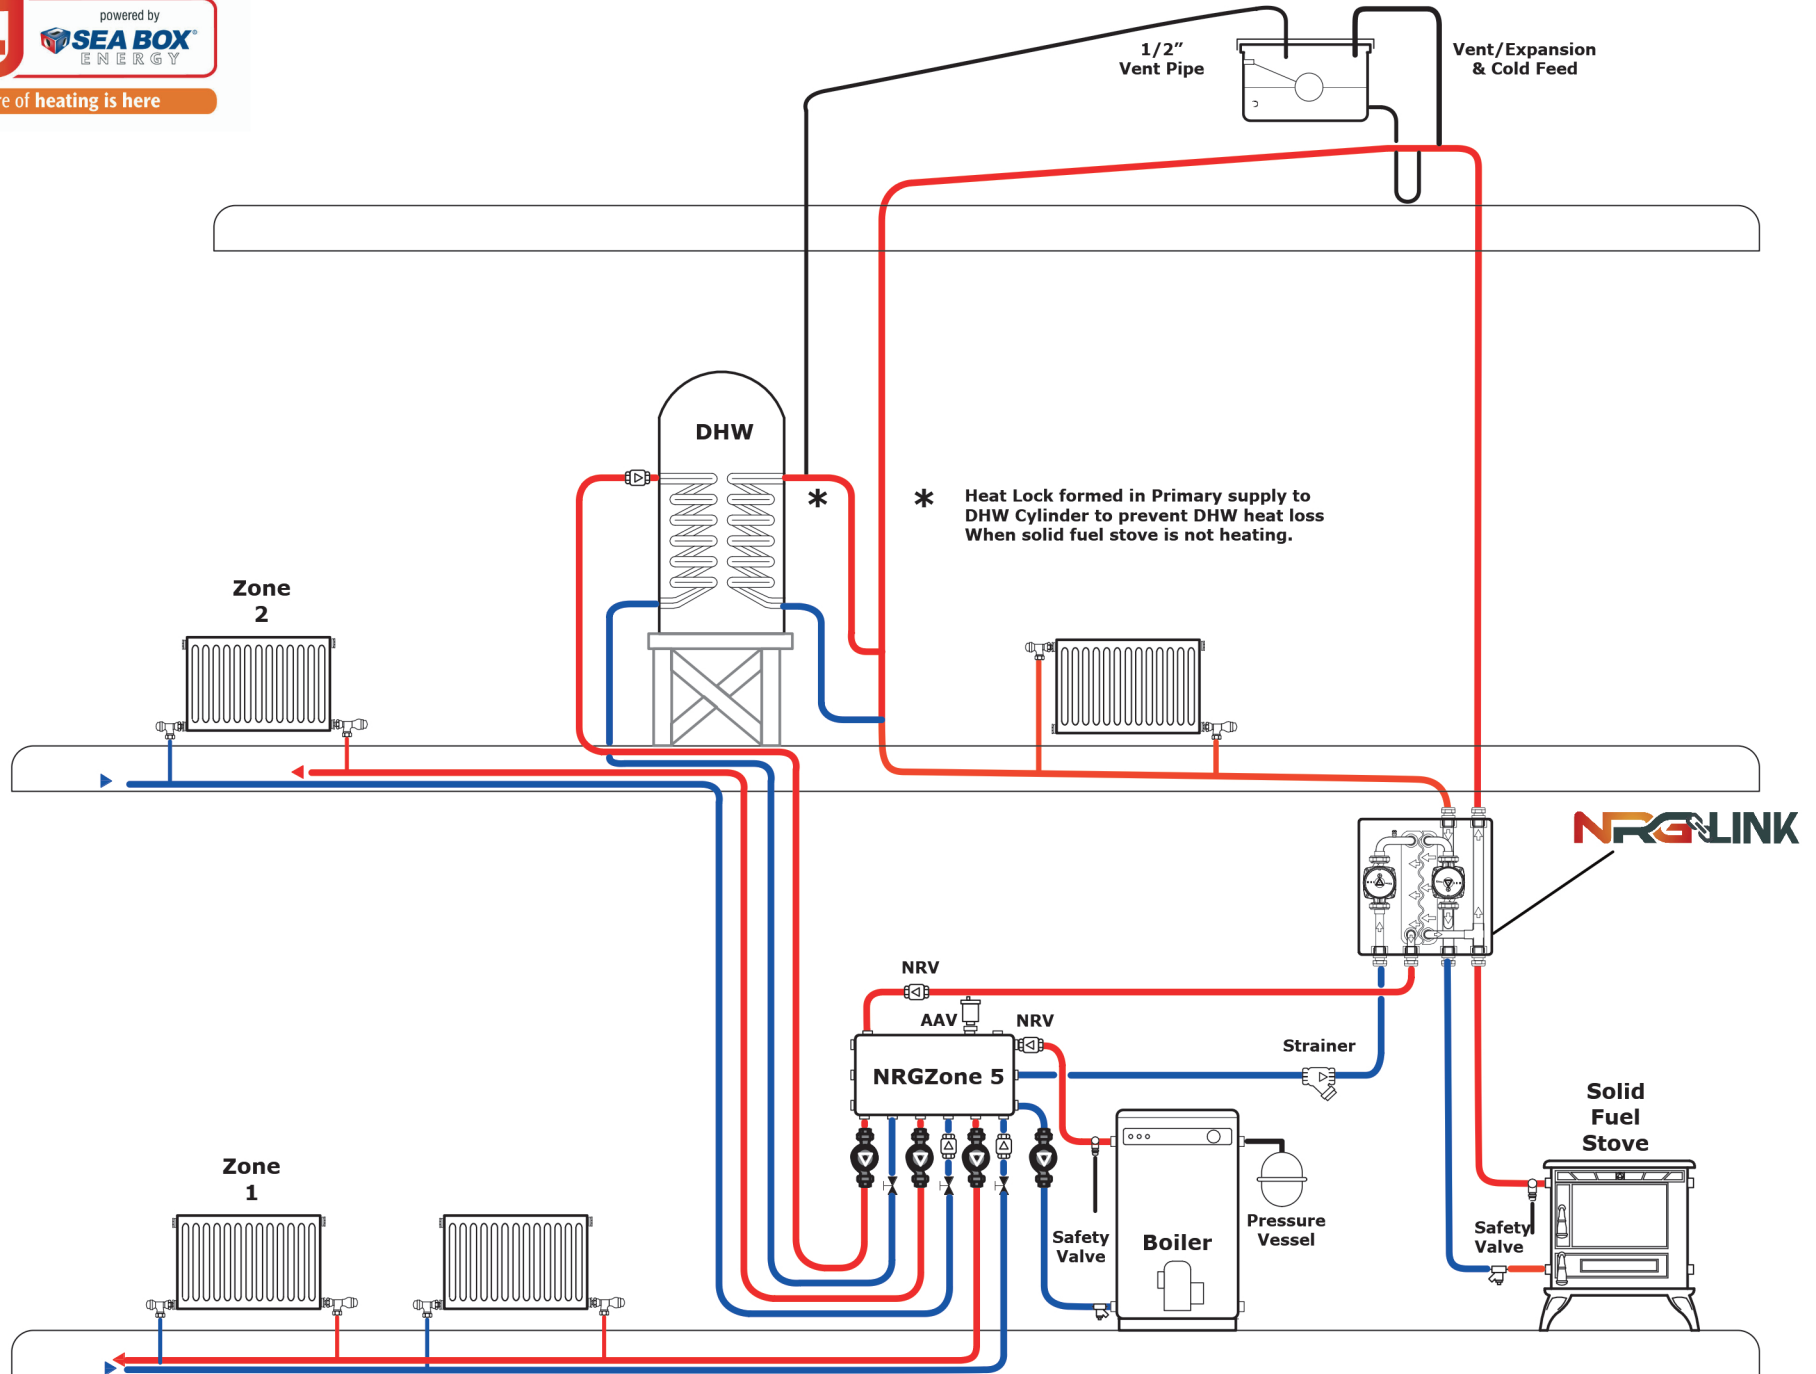 powered by
SEA BOX
ENERGY
re of heating is here
1/2”
Vent Pipe
Vent/Expansion
& Cold Feed
DHW
*
* Heat Lock formed in Primary supply to
DHW Cylinder to prevent DHW heat loss
When solid fuel stove is not heating.
Zone
2
NRG LINK
NRV
AAV
NRV
NRGZone 5
Strainer
Solid
Fuel
Stove
Zone
1
Safety
Valve
Boiler
Pressure
Vessel
Safety
Valve